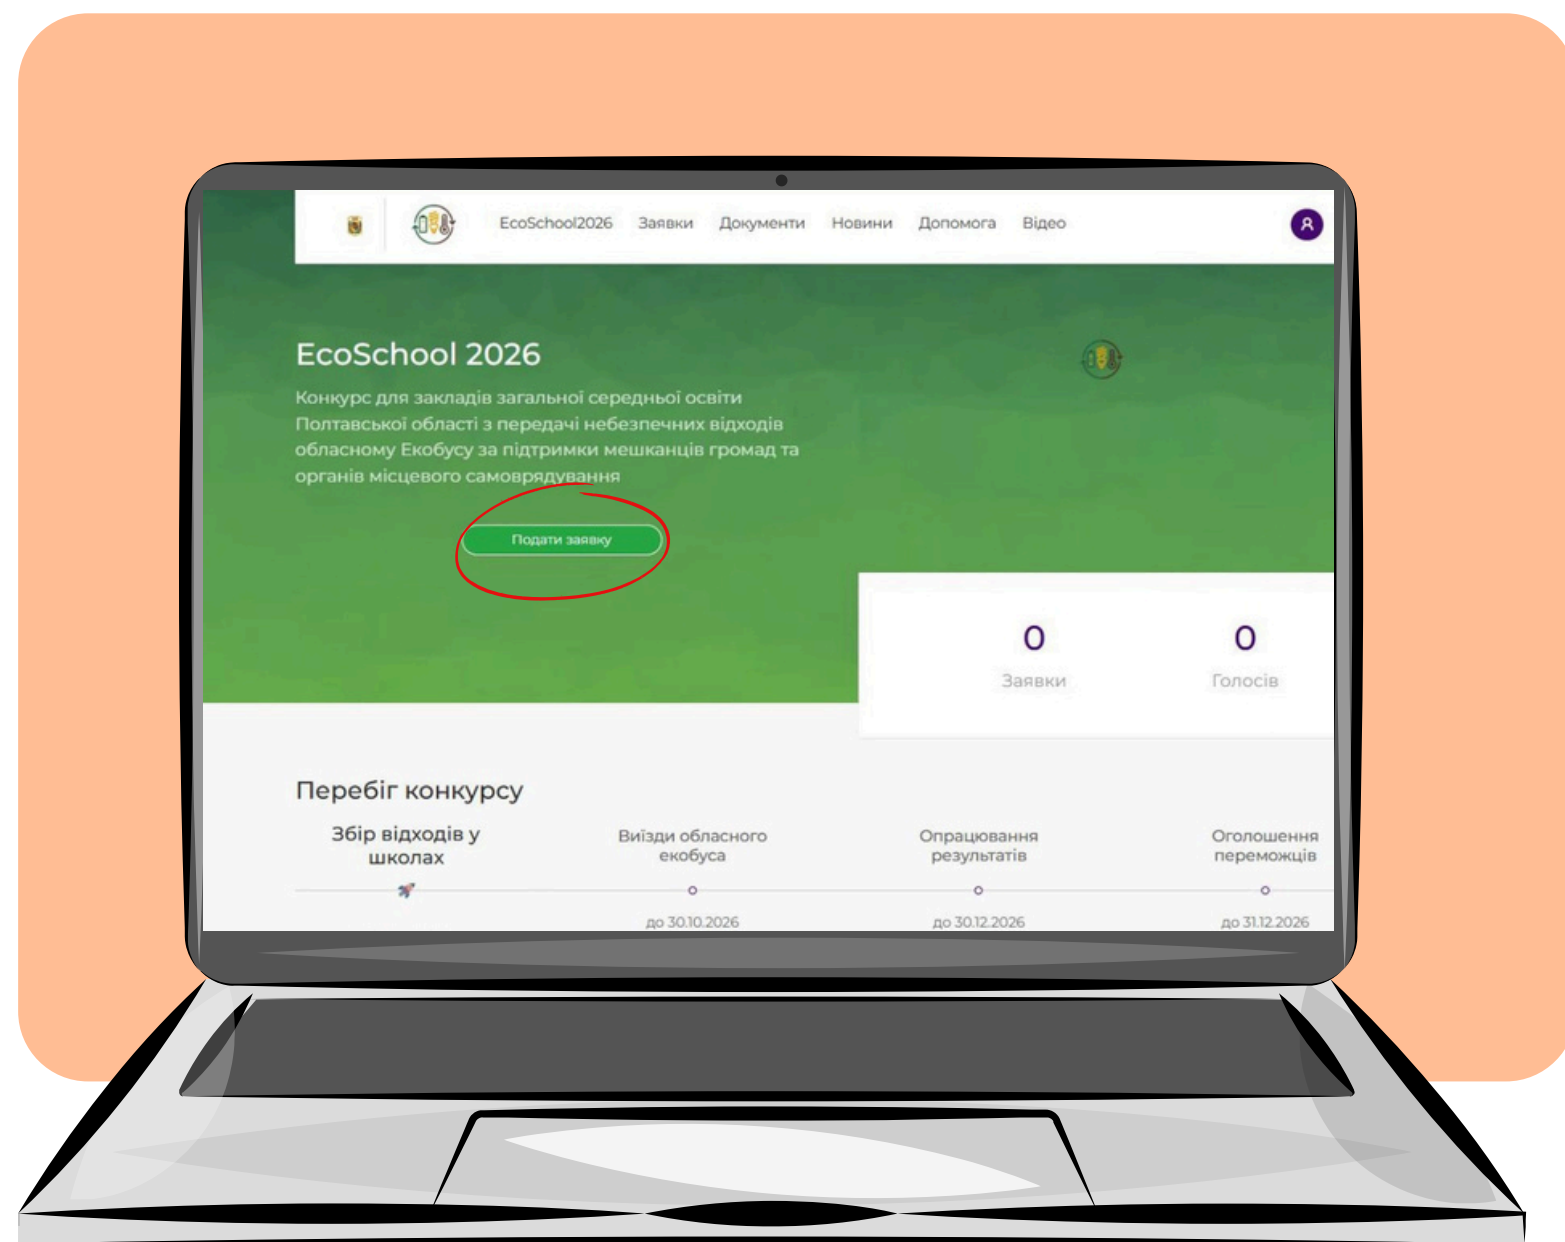 EcoSchool2026 Заявки Документи Новини Допомога Відео
EcoSchool 2026
Конкурс для закладів загальної середньої освіти
Полтавської області з передачі небезпечних відходів
обласному Екобусу за підтримки мешканців громад та
органів місцевого самоврядування
Подати заявку
0
Заявки
0
Голосів
Перебіг конкурсу
Збір відходів у
школах
Виїзди обласного
екобуса
до 30.10.2026
Опрацювання
результатів
до 30.12.2026
Оголошення
переможців
до 31.12.2026